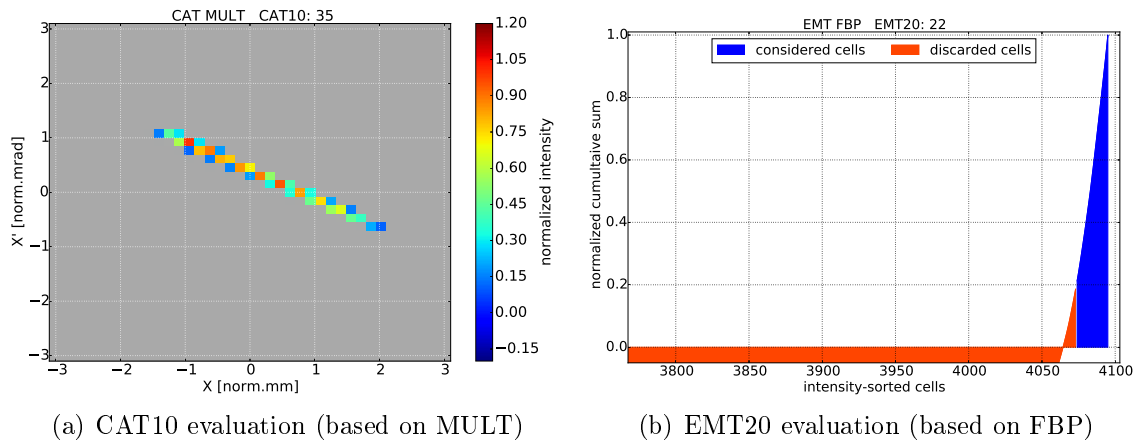 CAT MULT CAT10: 35
3
2
1
0
−1
−2
−3
X' [norm.mrad]
−3 −2 −1 0 1 2 3
X [norm.mm]
1.20
1.05
0.90
0.75
0.60
0.45
0.30
0.15
0.00
−0.15
normalized intensity
(a) CAT10 evaluation (based on MULT)
EMT FBP EMT20: 22
considered cells discarded cells
1.0
0.8
0.6
0.4
0.2
0.0
normalized cumultaive sum
3800 3850 3900 3950 4000 4050 4100
intensity-sorted cells
(b) EMT20 evaluation (based on FBP)